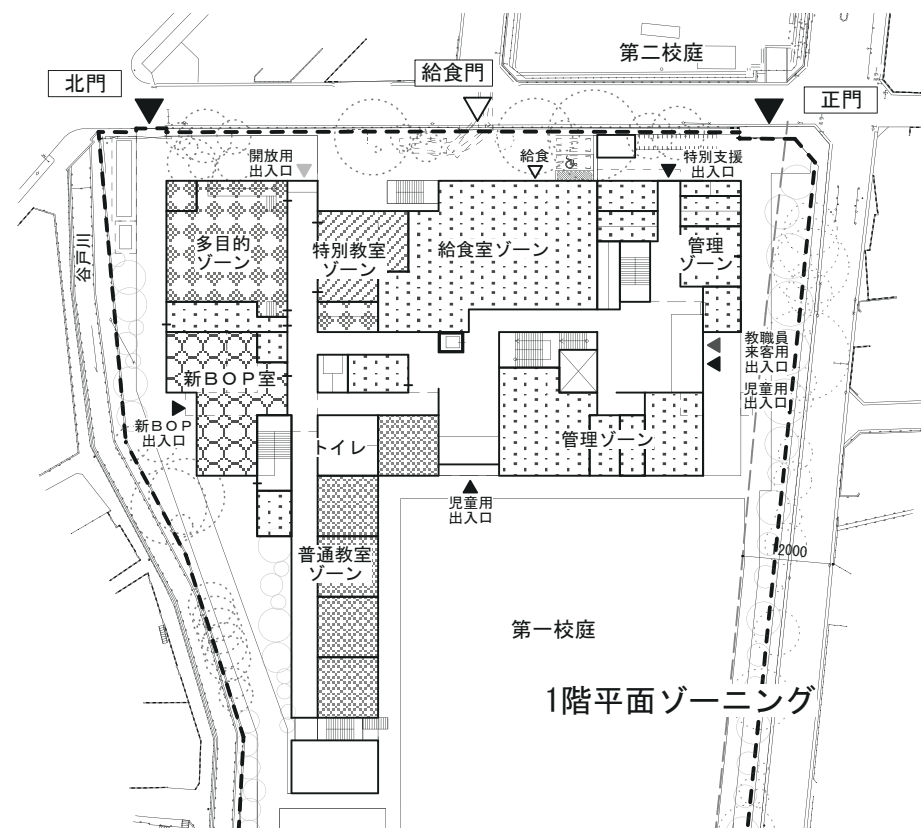 第二校庭
給食門
北門
正門
開放用
出入口
給食
特別支援
出入口
谷戸川
多目的
ゾーン
特別教室
ゾーン
給食室ゾーン
管理
ゾーン
教職員
来客用
出入口
児童用
出入口
新BOP室
新BOP
出入口
トイレ
管理ゾーン
児童用
出入口
普通教室
ゾーン
12000
第一校庭
1階平面ゾーニング